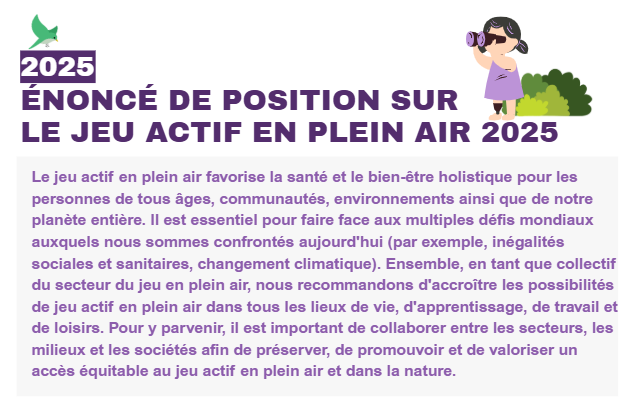 2025
ÉNONCÉ DE POSITION SUR
LE JEU ACTIF EN PLEIN AIR 2025
Le jeu actif en plein air favorise la santé et le bien-être holistique pour les
personnes de tous âges, communautés, environnements ainsi que de notre
planète entière. Il est essentiel pour faire face aux multiples défis mondiaux
auxquels nous sommes confrontés aujourd'hui (par exemple, inégalités
sociales et sanitaires, changement climatique). Ensemble, en tant que collectif
du secteur du jeu en plein air, nous recommandons d'accroître les possibilités
de jeu actif en plein air dans tous les lieux de vie, d'apprentissage, de travail et
de loisirs. Pour y parvenir, il est important de collaborer entre les secteurs, les
milieux et les sociétés afin de préserver, de promouvoir et de valoriser un
accès équitable au jeu actif en plein air et dans la nature.